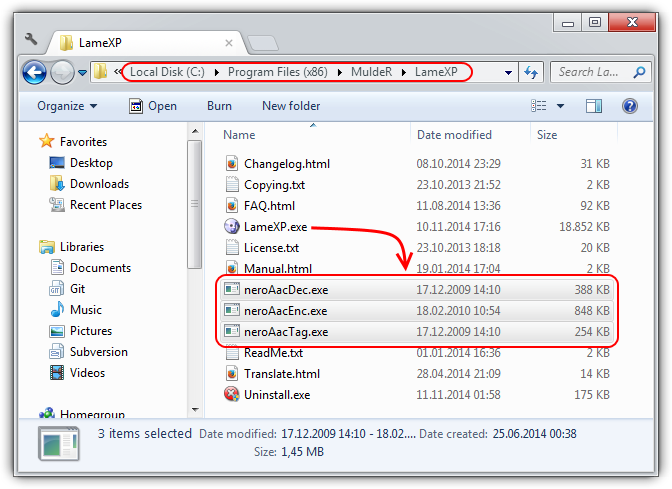 LameXP
« Local Disk (C:) Program Files (x86) MuldeR LameXP Search La...
Organize Open Burn New folder
Name Date modified Size
Favorites
Desktop
Downloads
Recent Places
Libraries
Documents
Git
Music
Pictures
Subversion
Videos
Homegroup
Changelog.html 08.10.2014 23:29 31 KB
Copying.txt 23.10.2013 21:52 2 KB
FAQ.html 11.08.2014 13:36 92 KB
LameXP.exe 10.11.2014 17:16 18.852 KB
License.txt 23.10.2013 18:18 20 KB
Manual.html 19.01.2014 17:04 2 KB
neroAacDec.exe 17.12.2009 14:10 388 KB
neroAacEnc.exe 18.02.2010 10:54 848 KB
neroAacTag.exe 17.12.2009 14:10 254 KB
ReadMe.txt 01.01.2014 16:36 2 KB
Translate.html 28.04.2014 21:09 14 KB
Uninstall.exe 11.11.2014 01:58 175 KB
3 items selected Date modified: 17.12.2009 14:10 - 18.02.... Date created: 25.06.2014 00:38
Size: 1,45 MB